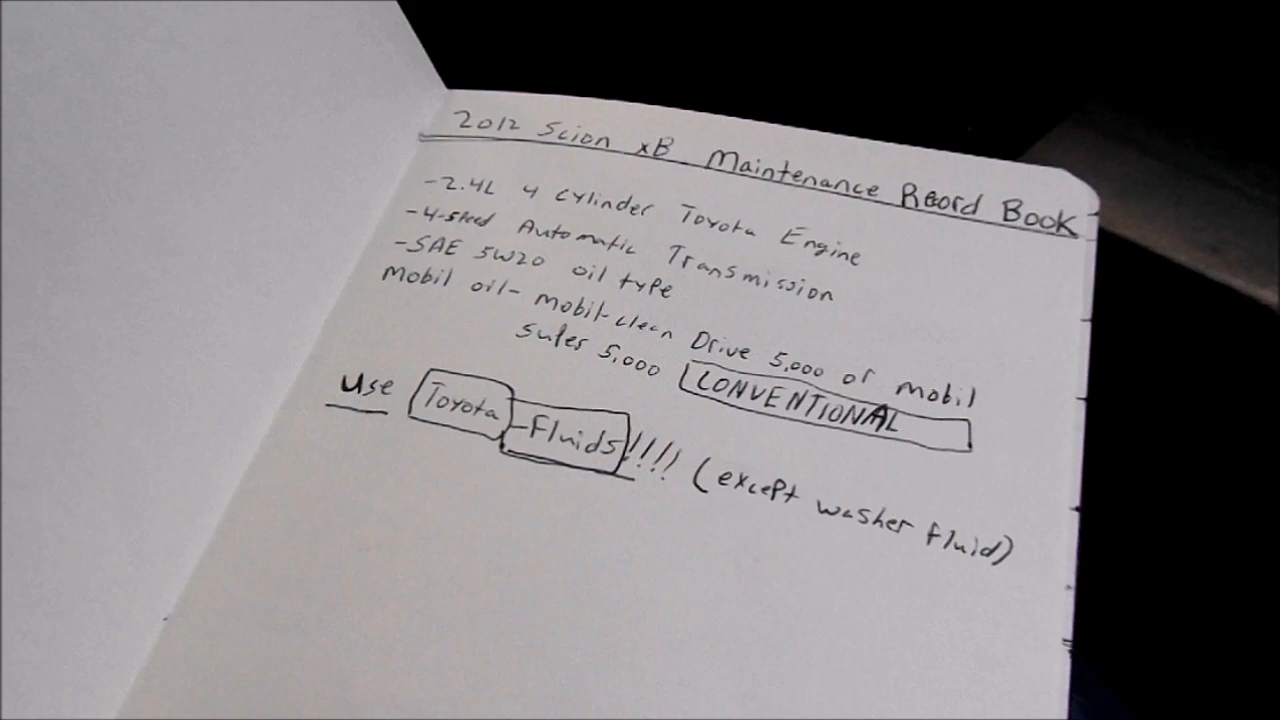 2012 Scion xB Maintenance Record Book
-2.4L 4 cylinder Toyota Engine
-4-speed Automatic Transmission
-SAE 5W20 oil type
Mobil oil- Mobil-clean Drive 5,000 or Mobil
super 5,000 CONVENTIONAL
Use Toyota -Fluids!!!! (except washer fluid)